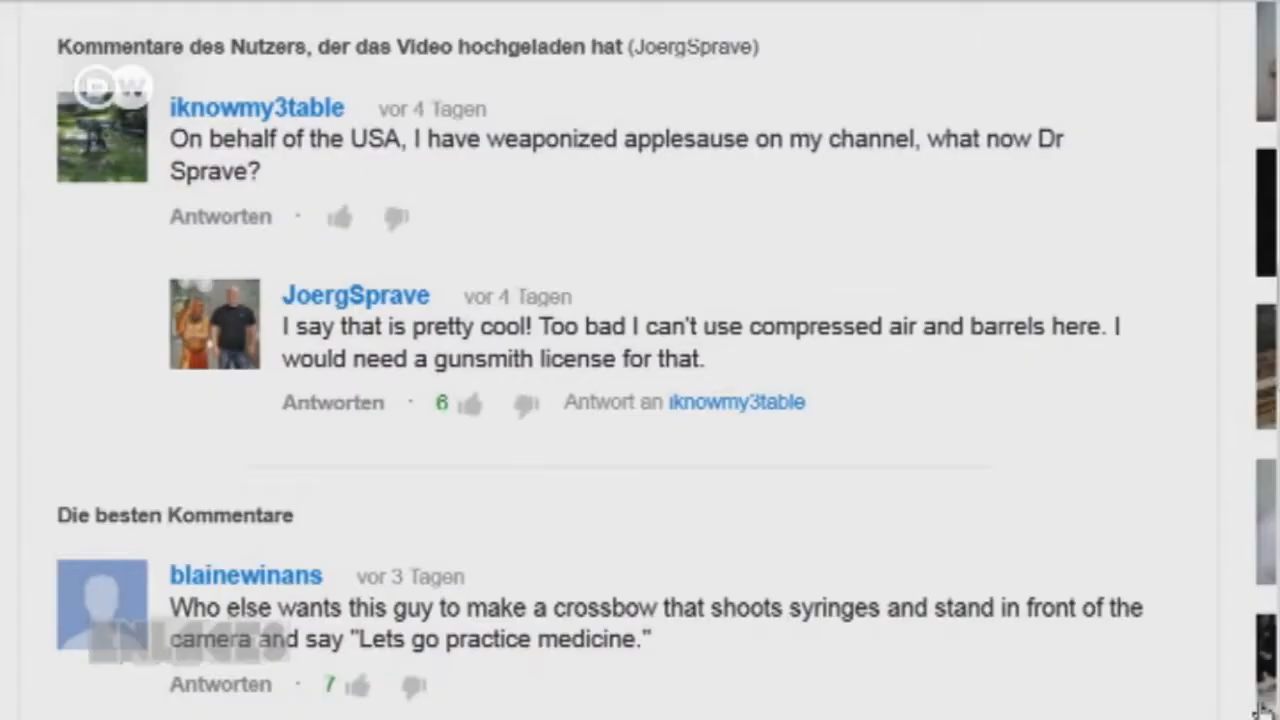 Kommentare des Nutzers, der das Video hochgeladen hat (JoergSprave)
DW
iknowmy3table vor 4 Tagen
On behalf of the USA, I have weaponized applesause on my channel, what now Dr
Sprave?
Antworten ·
JoergSprave vor 4 Tagen
I say that is pretty cool! Too bad I can't use compressed air and barrels here. I
would need a gunsmith license for that.
Antworten · 6 Antwort an iknowmy3table
Die besten Kommentare
blainewinans vor 3 Tagen
Who else wants this guy to make a crossbow that shoots syringes and stand in front of the
camera and say "Lets go practice medicine."
ENLACES
Antworten · 7